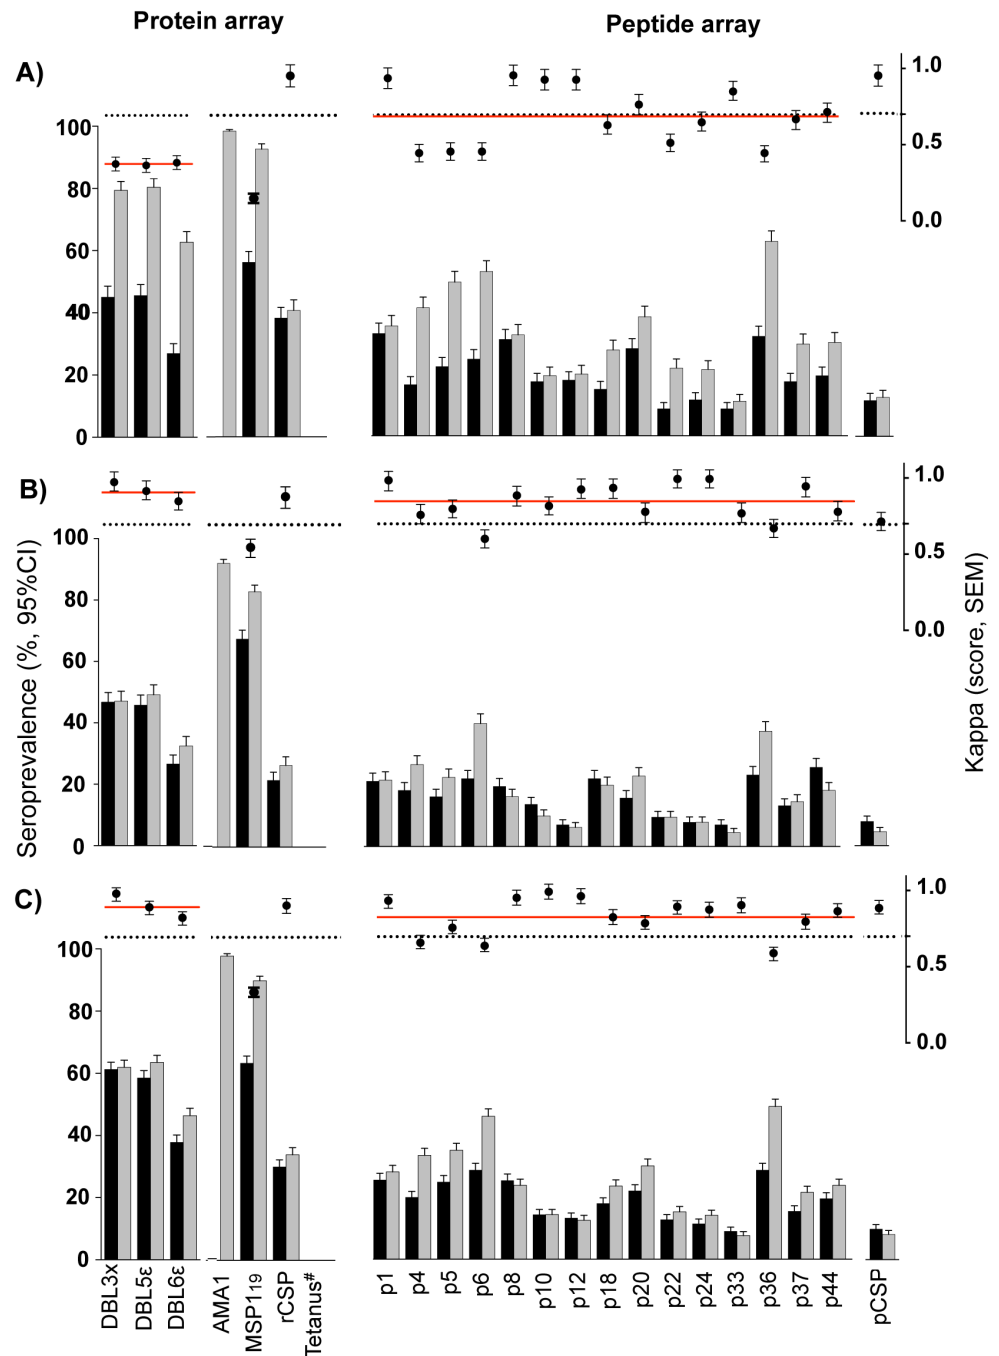 Protein array
Peptide array
A)
1.0
0.5
0.0
100
80
60
40
20
0
B)
1.0
0.5
0.0
100
80
60
40
20
0
Seroprevalence (%, 95%CI)
Kappa (score, SEM)
C)
1.0
0.5
0.0
100
80
60
40
20
0
DBL3x
DBL5ε
DBL6ε
AMA1
MSP119
rCSP
Tetanus#
p1
p4
p5
p6
p8
p10
p12
p18
p20
p22
p24
p33
p36
p37
p44
pCSP